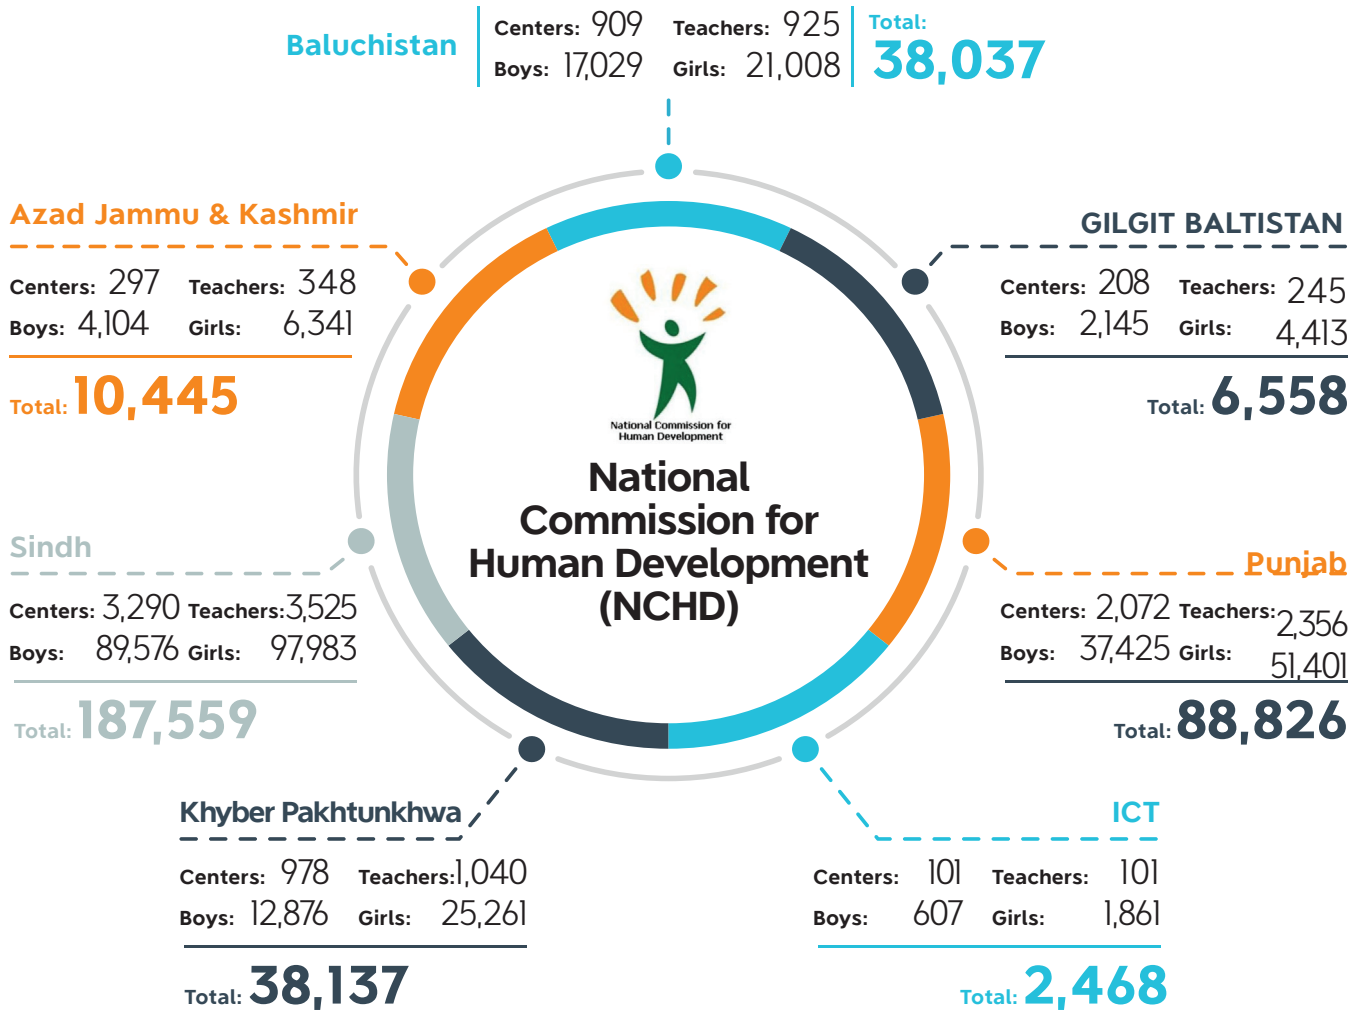 Baluchistan
Centers: 909 Teachers: 925
Boys: 17,029 Girls: 21,008
Total:
38,037
Azad Jammu & Kashmir
Centers: 297 Teachers: 348
Boys: 4,104 Girls: 6,341
Total: 10,445
GILGIT BALTISTAN
Centers: 208 Teachers: 245
Boys: 2,145 Girls: 4,413
Total: 6,558
National Commission for
Human Development
National
Commission for
Human Development
(NCHD)
Sindh
Centers: 3,290 Teachers:3,525
Boys: 89,576 Girls: 97,983
Total: 187,559
Punjab
Centers: 2,072 Teachers: 2,356
Boys: 37,425 Girls: 51,401
Total: 88,826
Khyber Pakhtunkhwa
Centers: 978 Teachers:1,040
Boys: 12,876 Girls: 25,261
Total: 38,137
ICT
Centers: 101 Teachers: 101
Boys: 607 Girls: 1,861
Total: 2,468